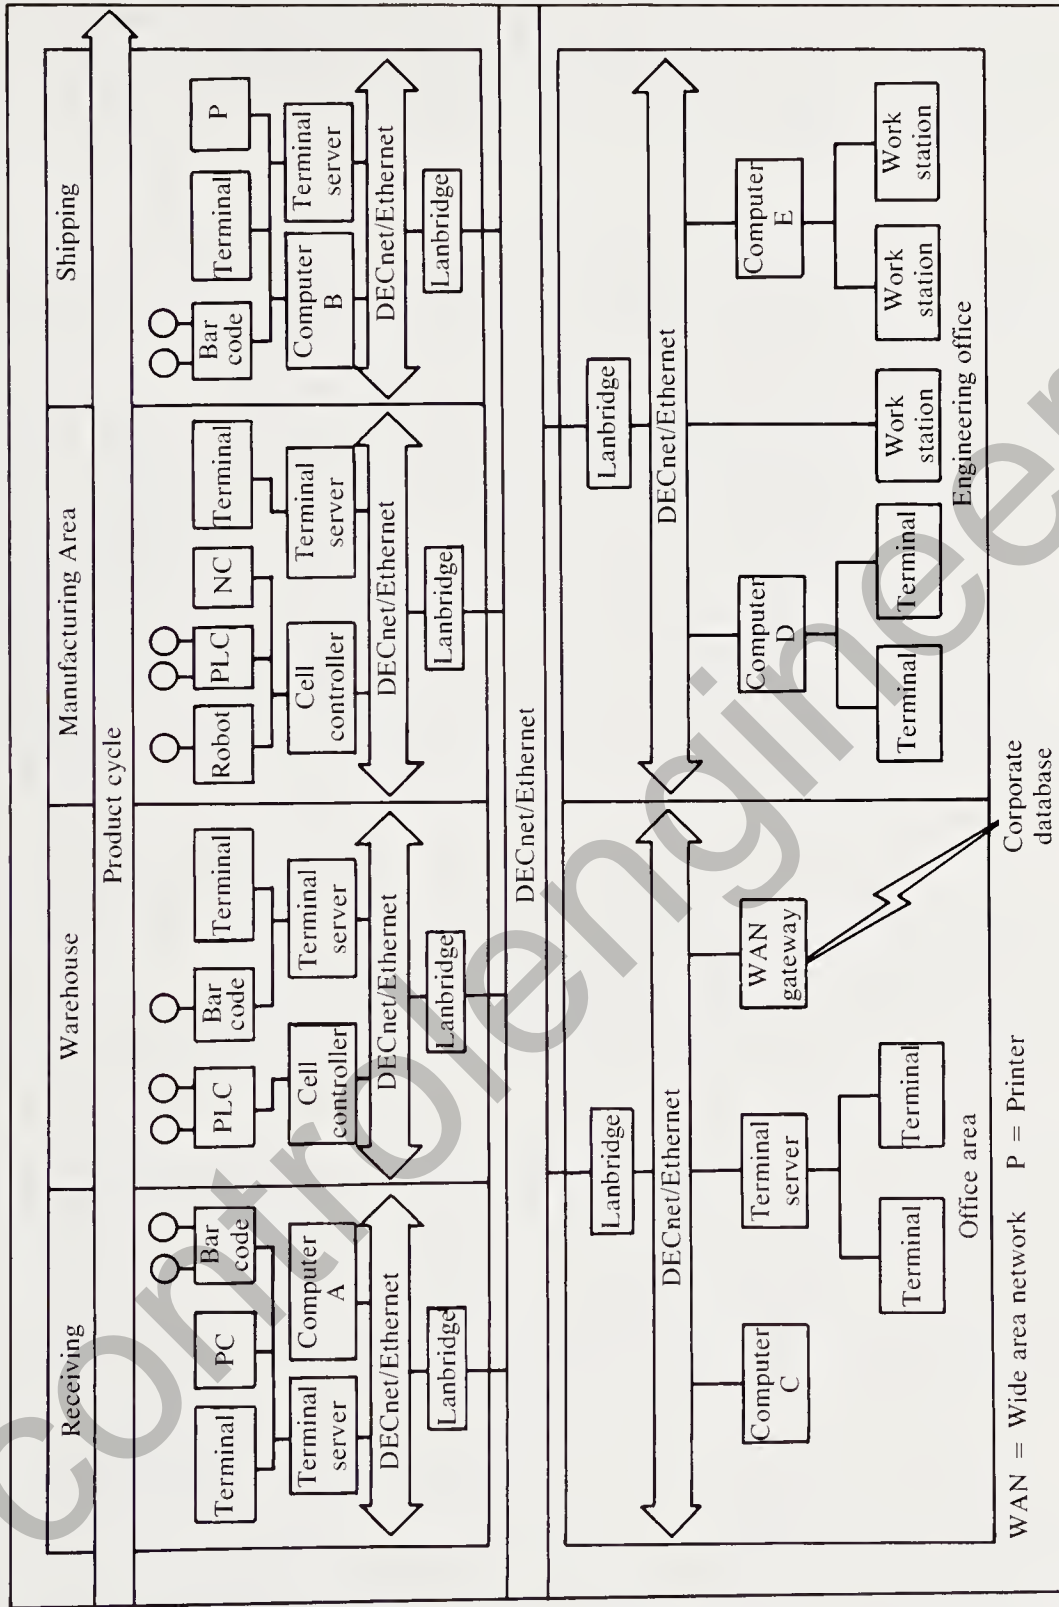 Receiving
Warehouse
Manufacturing Area
Shipping
Product cycle
Terminal
PC
Bar
code
Terminal
server
Computer
A
DECnet/Ethernet
Lanbridge
PLC
Bar
code
Terminal
Cell
controller
Terminal
server
DECnet/Ethernet
Lanbridge
Robot
PLC
NC
Terminal
Cell
controller
Terminal
server
DECnet/Ethernet
Lanbridge
Bar
code
Terminal
P
Computer
B
Terminal
server
DECnet/Ethernet
Lanbridge
DECnet/Ethernet
Lanbridge
DECnet/Ethernet
Computer
C
Terminal
server
WAN
gateway
Terminal
Terminal
Office area
Lanbridge
DECnet/Ethernet
Computer
D
Computer
E
Terminal
Terminal
Work
station
Work
station
Work
station
Engineering office
Corporate
database
WAN = Wide area network P = Printer
controlengineer